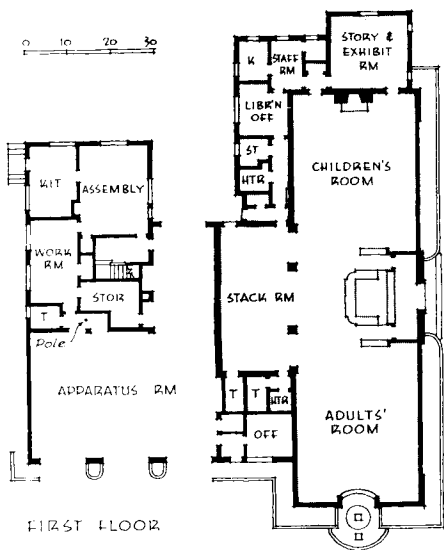 0 10 20 30
KIT
ASSEMBLY
WORK
RM
STOR
T
Pole
APPARATUS RM
FIRST FLOOR
K
STAFF
RM
STORY &
EXHIBIT
RM
LIBR'N
OFF
ST
HTR
CHILDREN'S
ROOM
STACK RM
T
T
HTR
OFF
ADULTS'
ROOM